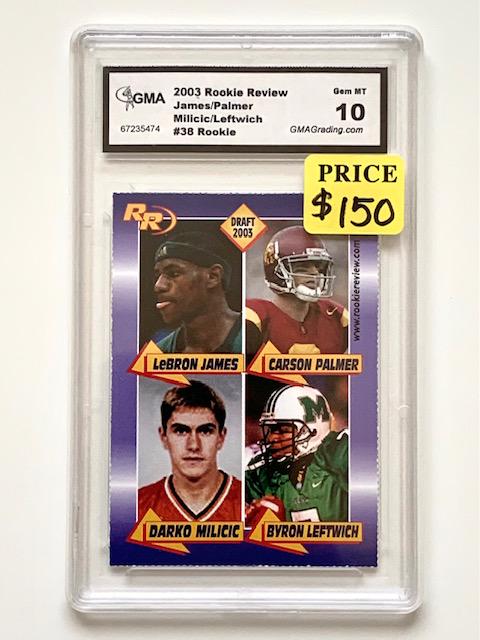 GMA
67235474
2003 Rookie Review
James/Palmer
Milicic/Leftwich
#38 Rookie
Gem MT
10
GMAGrading.com
PRICE
$150
RR
DRAFT
2003
www.rookiereview.com
LeBRON JAMES
CARSON PALMER
M
DARKO MILICIC
BYRON LEFTWICH